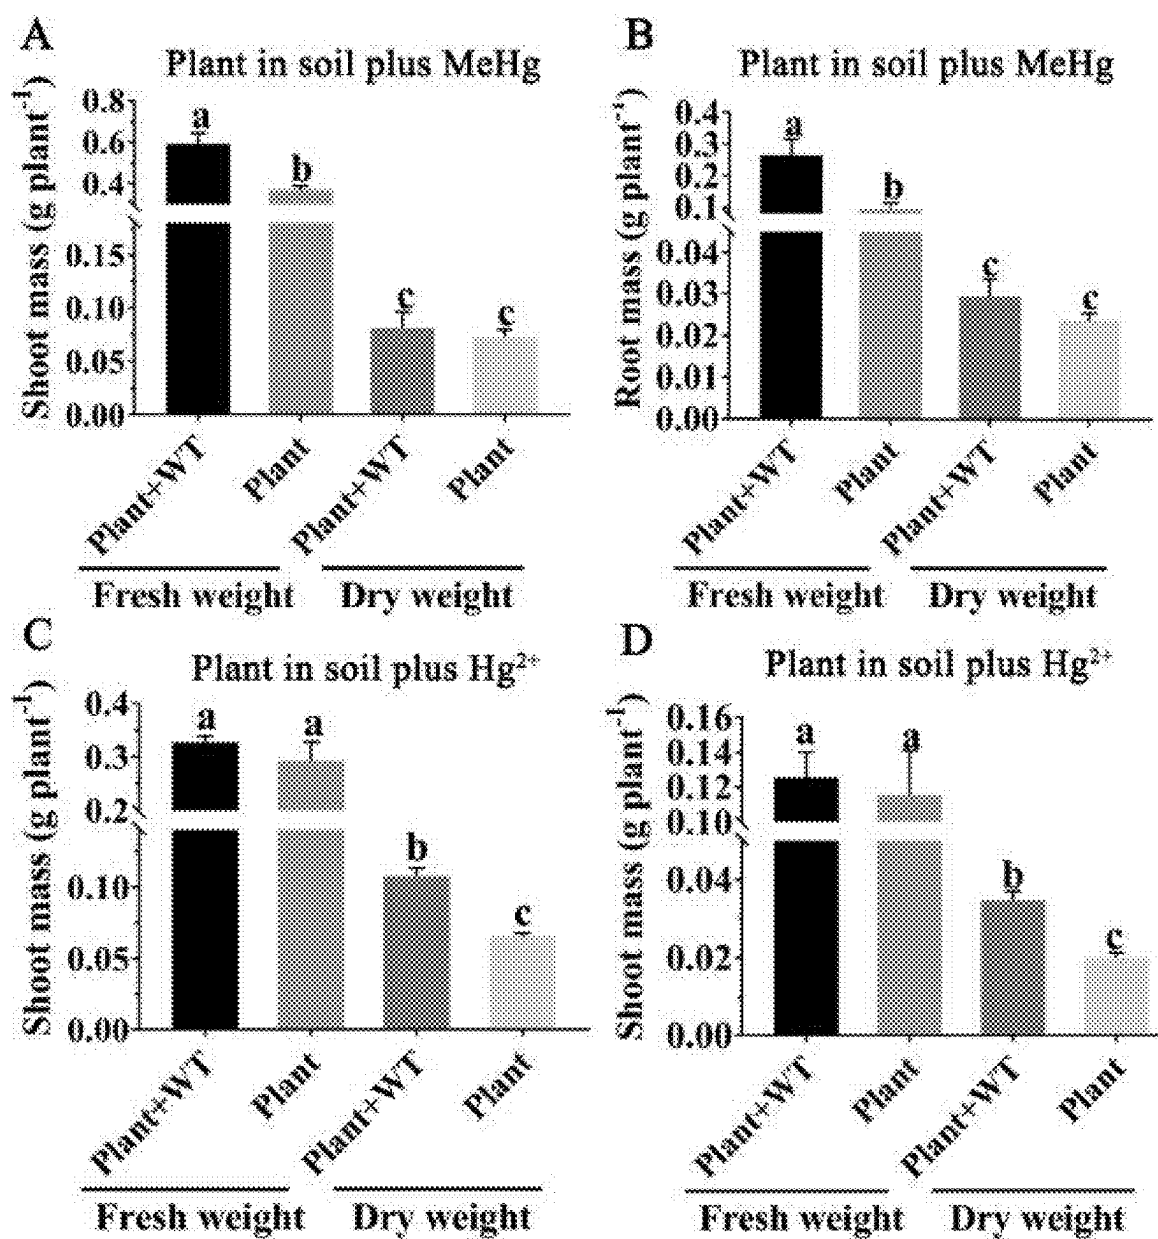 A
Plant in soil plus MeHg
Shoot mass (g plant⁻¹)
0.8
0.6
0.4
0.15
0.10
0.05
0.00
a
b
c
c
Plant+WT
Plant
Plant+WT
Plant
Fresh weight
Dry weight
B
Plant in soil plus MeHg
Root mass (g plant⁻¹)
0.4
0.3
0.2
0.1
0.04
0.03
0.02
0.01
0.00
a
b
c
c
Plant+WT
Plant
Plant+WT
Plant
Fresh weight
Dry weight
C
Plant in soil plus Hg²⁺
Shoot mass (g plant⁻¹)
0.4
0.3
0.2
0.10
0.05
0.00
a
a
b
c
Plant+WT
Plant
Plant+WT
Plant
Fresh weight
Dry weight
D
Plant in soil plus Hg²⁺
Shoot mass (g plant⁻¹)
0.16
0.14
0.12
0.10
0.04
0.02
0.00
a
a
b
c
Plant+WT
Plant
Plant+WT
Plant
Fresh weight
Dry weight